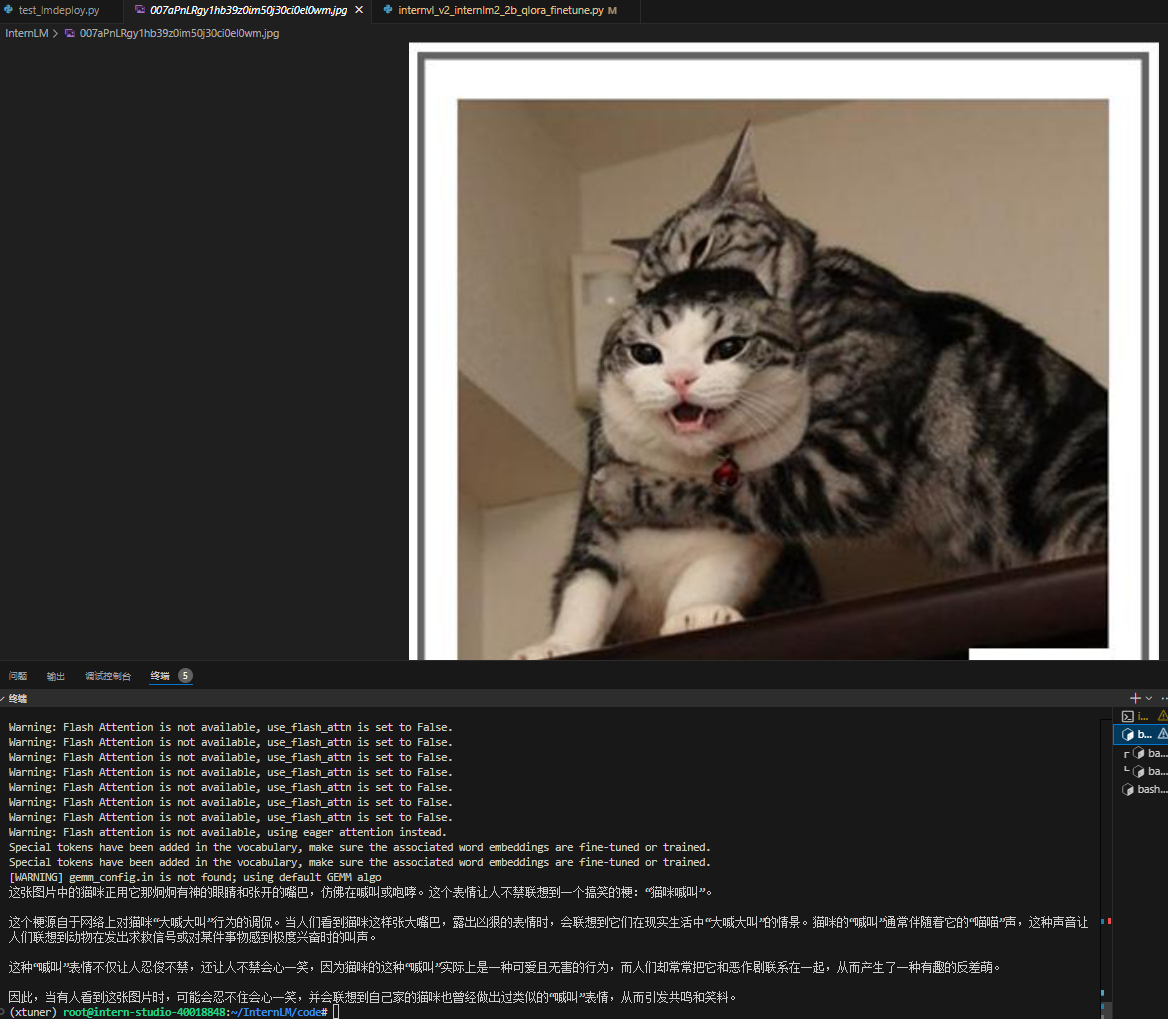 test_lmdeploy.py
007aPnLRgy1hb39z0im50j30ci0el0wm.jpg
internvl_v2_internlm2_2b_qlora_finetune.py M
InternLM > 007aPnLRgy1hb39z0im50j30ci0el0wm.jpg
问题 输出 调试控制台 终端 5
终端
Warning: Flash Attention is not available, use_flash_attn is set to False.
Warning: Flash Attention is not available, use_flash_attn is set to False.
Warning: Flash Attention is not available, use_flash_attn is set to False.
Warning: Flash Attention is not available, use_flash_attn is set to False.
Warning: Flash Attention is not available, use_flash_attn is set to False.
Warning: Flash Attention is not available, use_flash_attn is set to False.
Warning: Flash Attention is not available, use_flash_attn is set to False.
Warning: Flash attention is not available, using eager attention instead.
Special tokens have been added in the vocabulary, make sure the associated word embeddings are fine-tuned or trained.
Special tokens have been added in the vocabulary, make sure the associated word embeddings are fine-tuned or trained.
[WARNING] gemm_config.in is not found; using default GEMM algo
这张图片中的猫咪正用它那炯炯有神的眼睛和张开的嘴巴，仿佛在喊叫或咆哮。这个表情让人不禁联想到一个搞笑的梗：“猫咪喊叫”。
这个梗源自于网络上对猫咪“大喊大叫”行为的调侃。当人们看到猫咪这样张大嘴巴，露出凶狠的表情时，会联想到它们在现实生活中“大喊大叫”的情景。猫咪的“喊叫”通常伴随着它的“喵喵”声，这种声音让
人们联想到动物在发出求救信号或对某件事物感到极度兴奋时的叫声。
这种“喊叫”表情不仅让人忍俊不禁，还让人不禁会心一笑，因为猫咪的这种“喊叫”实际上是一种可爱且无害的行为，而人们却常常把它和恶作剧联系在一起，从而产生了一种有趣的反差萌。
因此，当有人看到这张图片时，可能会忍不住会心一笑，并会联想到自己家的猫咪也曾经做出过类似的“喊叫”表情，从而引发共鸣和笑料。
(xtuner) root@intern-studio-40018848:~/InternLM/code#
i...
b...
ba...
ba...
bash...